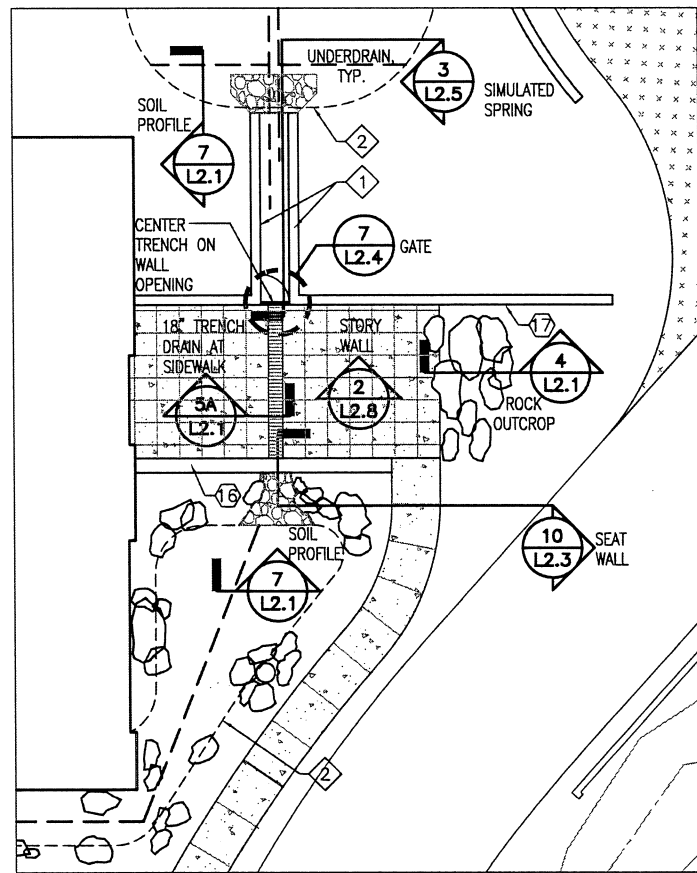 UNDERDRAIN,
TYP.
3
L2.5
SIMULATED
SPRING
SOIL
PROFILE
7
L2.1
2
1
CENTER
TRENCH ON
WALL
OPENING
7
L2.4
GATE
18" TRENCH
DRAIN AT
SIDEWALK
STORY
WALL
17
5A
L2.1
2
L2.8
4
L2.1
ROCK
OUTCROP
16
SOIL
PROFILE
10
L2.3
SEAT
WALL
7
L2.1
2